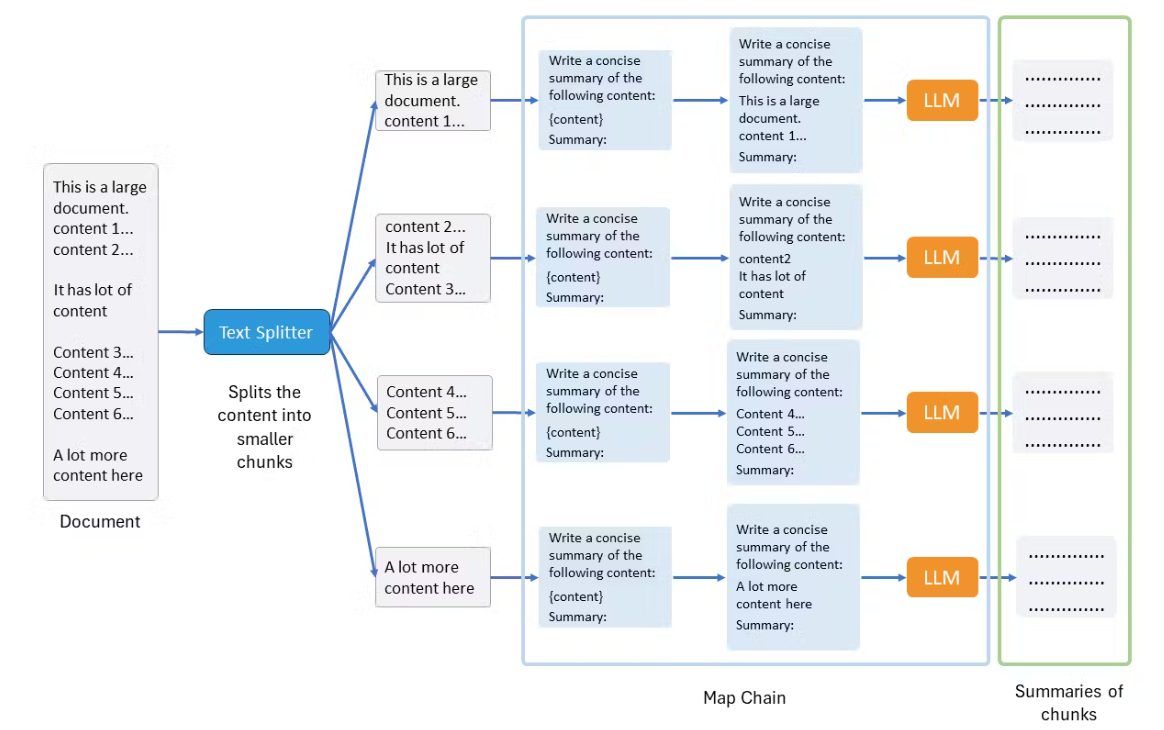 This is a large
document.
content 1...
content 2...
It has lot of
content
Content 3...
Content 4...
Content 5...
Content 6...
A lot more
content here
Document
Text Splitter
Splits the
content into
smaller
chunks
This is a large
document.
content 1...
content 2...
It has lot of
content
Content 3...
Content 4...
Content 5...
Content 6...
A lot more
content here
Write a concise
summary of the
following content:
{content}
Summary:
Write a concise
summary of the
following content:
This is a large
document.
content 1...
Summary:
LLM
..............
..............
..............
Write a concise
summary of the
following content:
{content}
Summary:
Write a concise
summary of the
following content:
content2
It has lot of
content
Summary:
LLM
..............
..............
..............
Write a concise
summary of the
following content:
{content}
Summary:
Write a concise
summary of the
following content:
Content 4...
Content 5...
Content 6...
Summary:
LLM
..............
..............
..............
Write a concise
summary of the
following content:
{content}
Summary:
Write a concise
summary of the
following content:
A lot more
content here
Summary:
LLM
..............
..............
..............
Map Chain
Summaries of
chunks